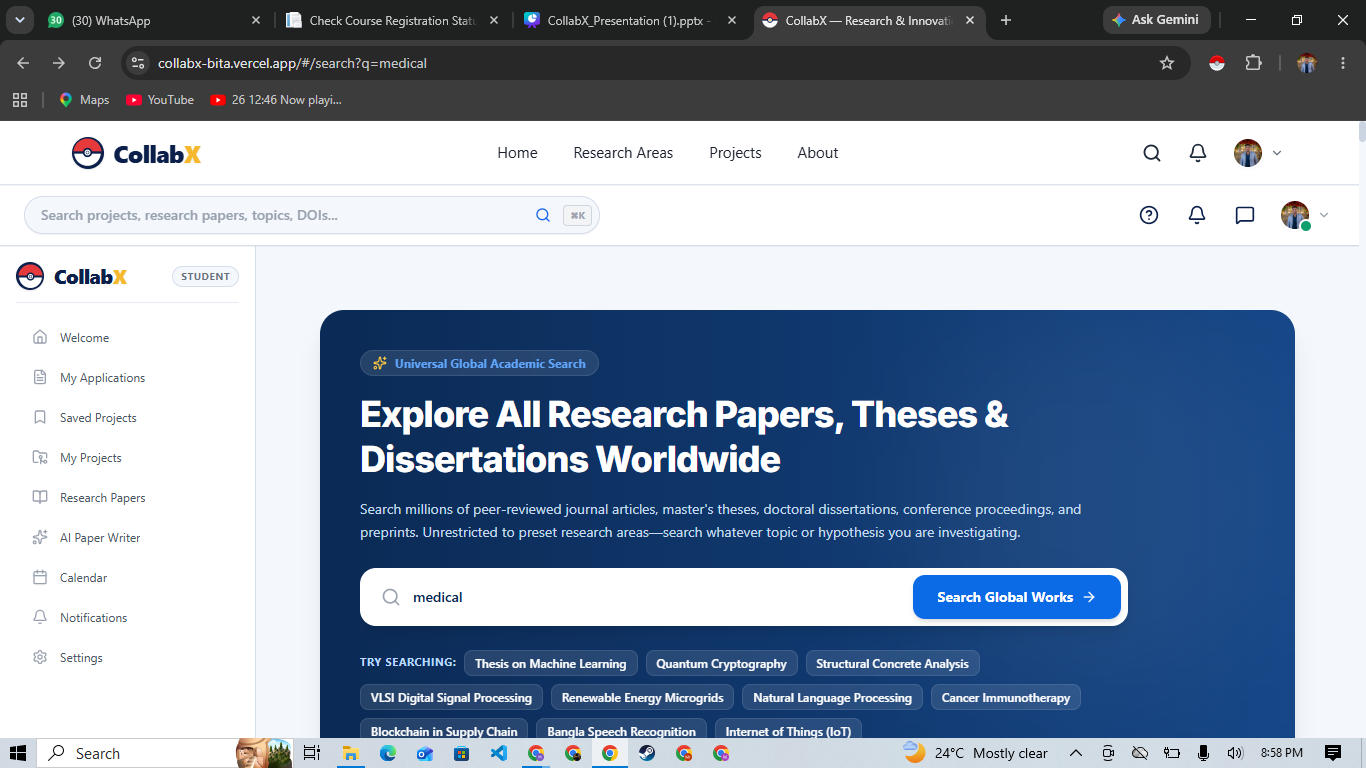 (30) WhatsApp
Check Course Registration Statu
CollabX_Presentation (1).pptx -
CollabX — Research & Innovati
Ask Gemini
collabx-bita.vercel.app/#/search?q=medical
Maps
YouTube
26 12:46 Now playi...
CollabX
Home
Research Areas
Projects
About
Search projects, research papers, topics, DOIs...
⌘K
CollabX
STUDENT
Welcome
My Applications
Saved Projects
My Projects
Research Papers
AI Paper Writer
Calendar
Notifications
Settings
Universal Global Academic Search
Explore All Research Papers, Theses &
Dissertations Worldwide
Search millions of peer-reviewed journal articles, master's theses, doctoral dissertations, conference proceedings, and
preprints. Unrestricted to preset research areas—search whatever topic or hypothesis you are investigating.
medical
Search Global Works
TRY SEARCHING:
Thesis on Machine Learning
Quantum Cryptography
Structural Concrete Analysis
VLSI Digital Signal Processing
Renewable Energy Microgrids
Natural Language Processing
Cancer Immunotherapy
Blockchain in Supply Chain
Bangla Speech Recognition
Internet of Things (IoT)
Search
24°C Mostly clear
8:58 PM